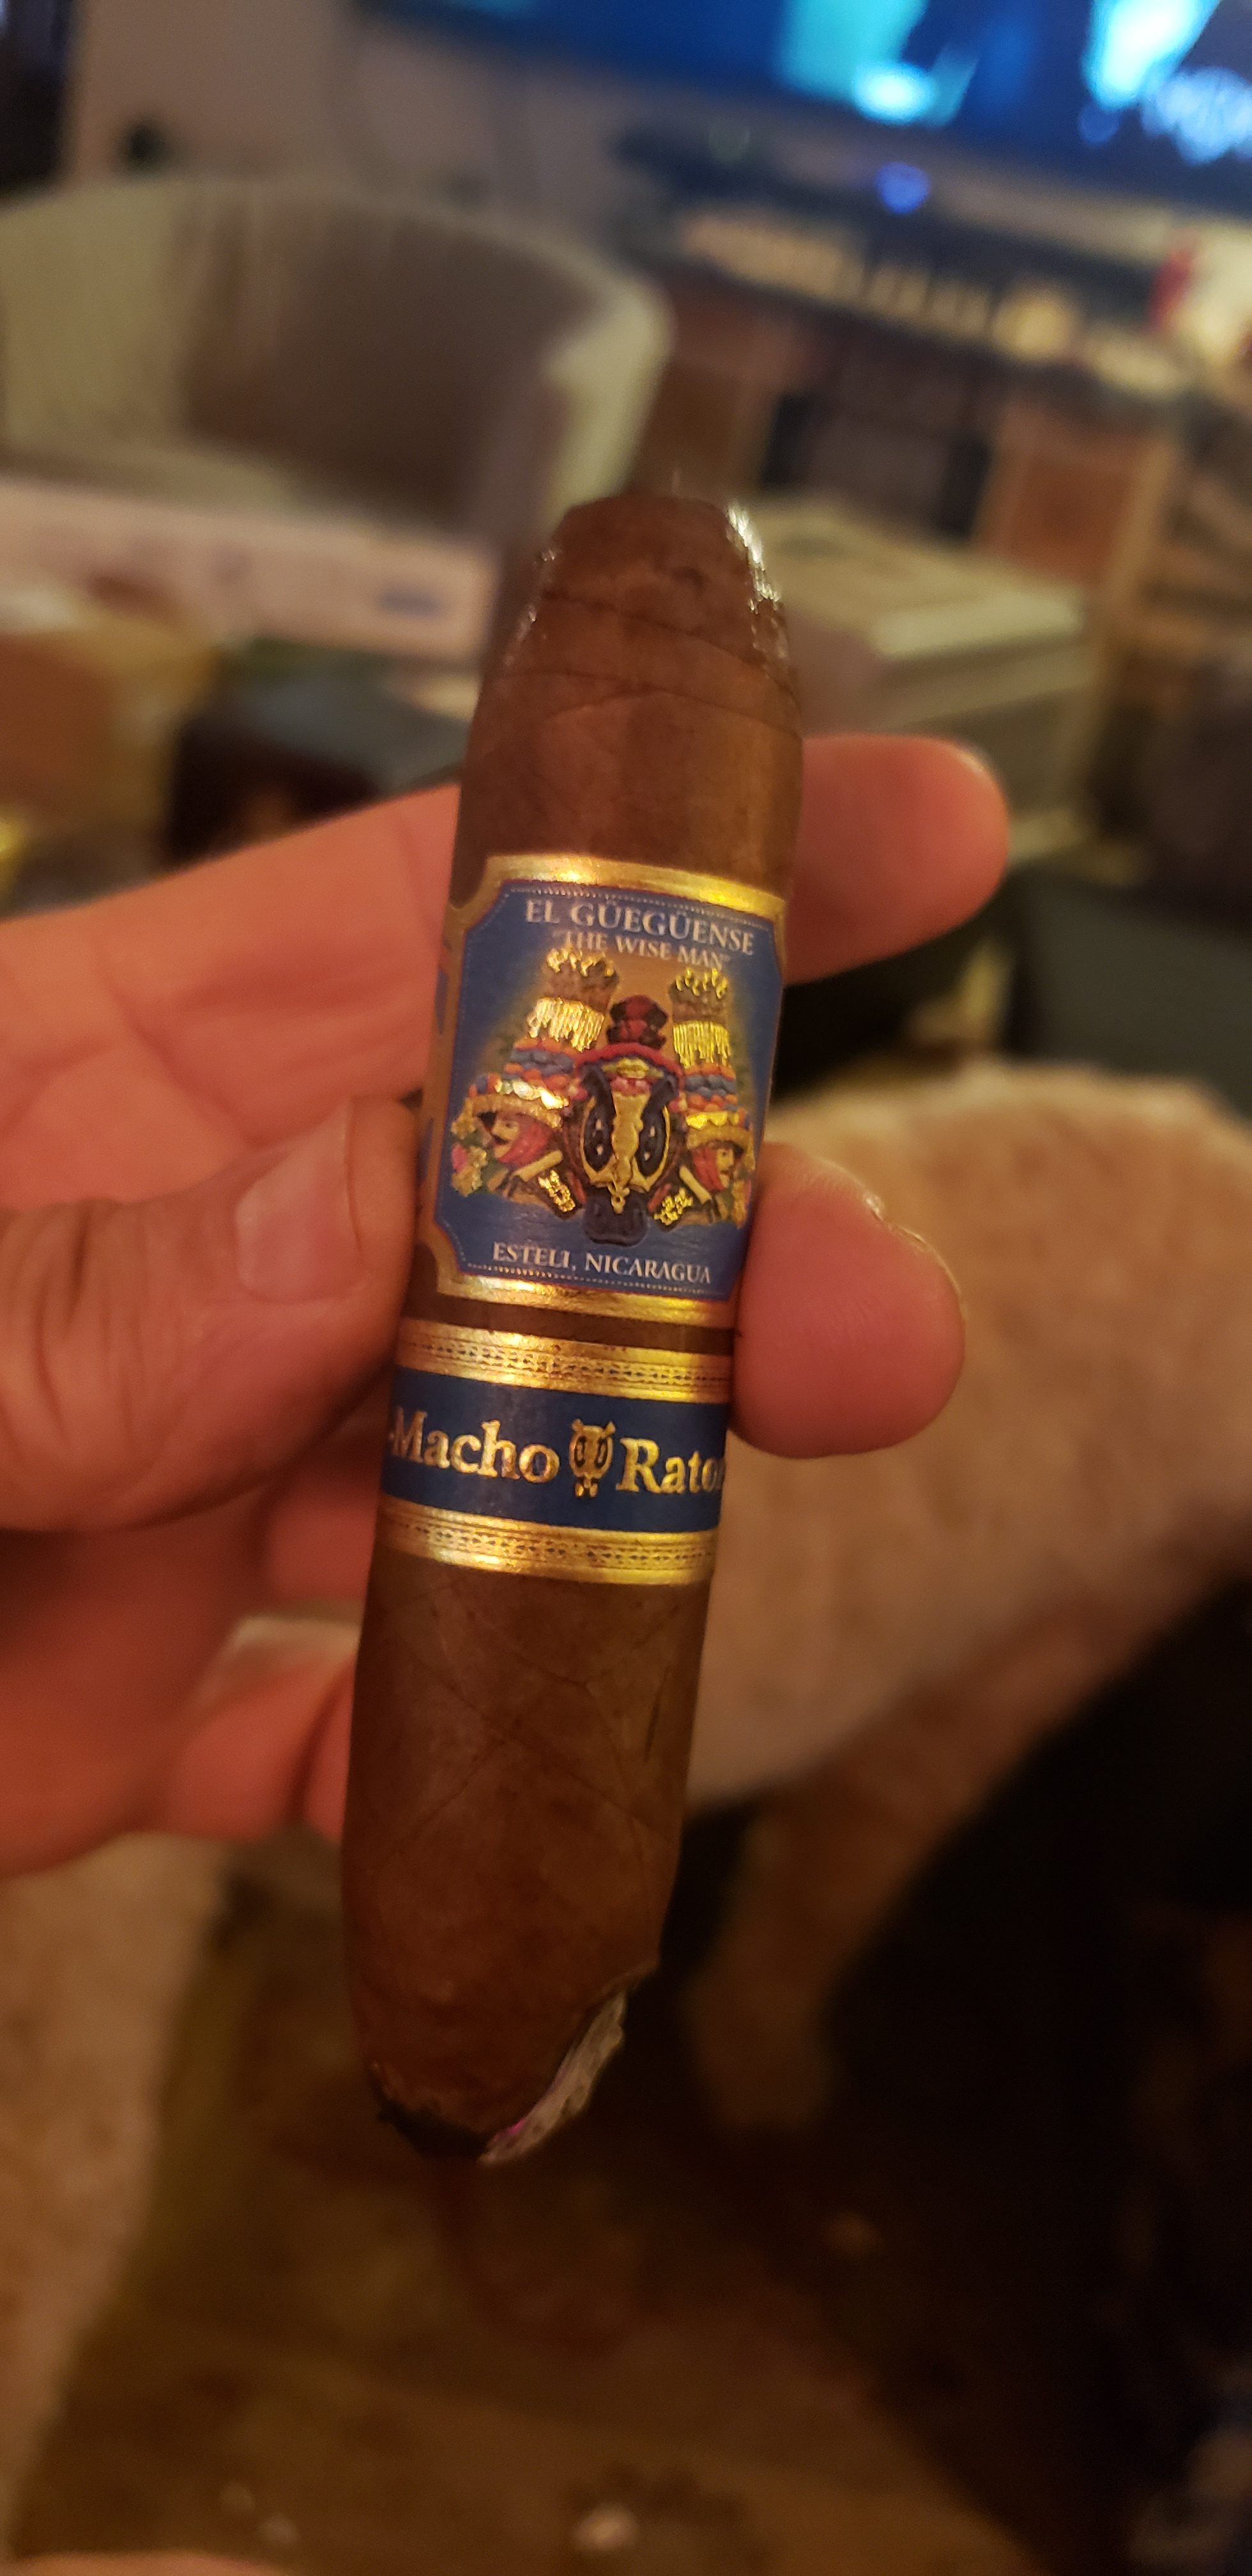 EL GÜEGÜENSE
"THE WISE MAN"
ESTELI, NICARAGUA
Macho Rato